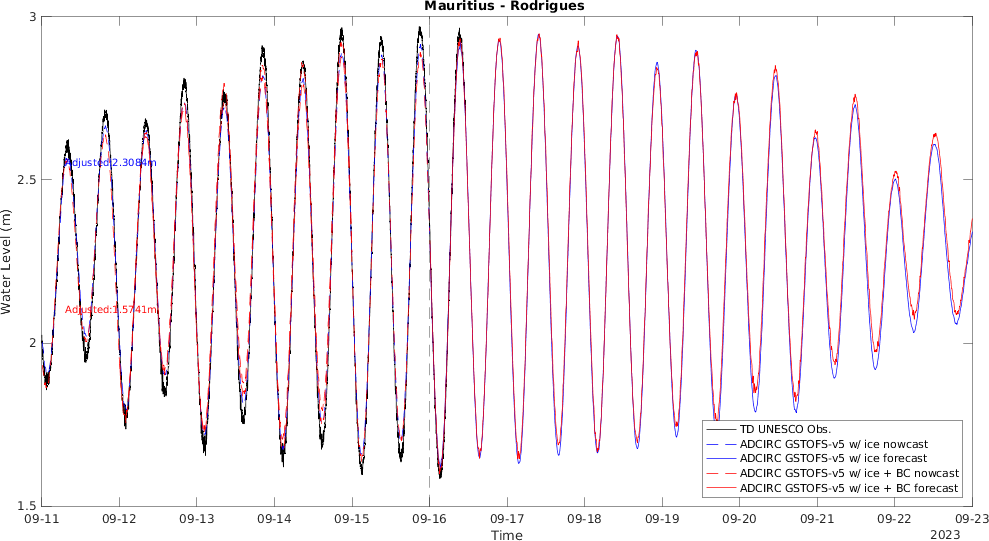 Mauritius - Rodrigues
3
2.5
2
1.5
Water Level (m)
Adjusted:2.3084m
Adjusted:1.5741m
TD UNESCO Obs.
ADCIRC GSTOFS-v5 w/ ice nowcast
ADCIRC GSTOFS-v5 w/ ice forecast
ADCIRC GSTOFS-v5 w/ ice + BC nowcast
ADCIRC GSTOFS-v5 w/ ice + BC forecast
09-11 09-12 09-13 09-14 09-15 09-16 09-17 09-18 09-19 09-20 09-21 09-22 09-23
Time
2023